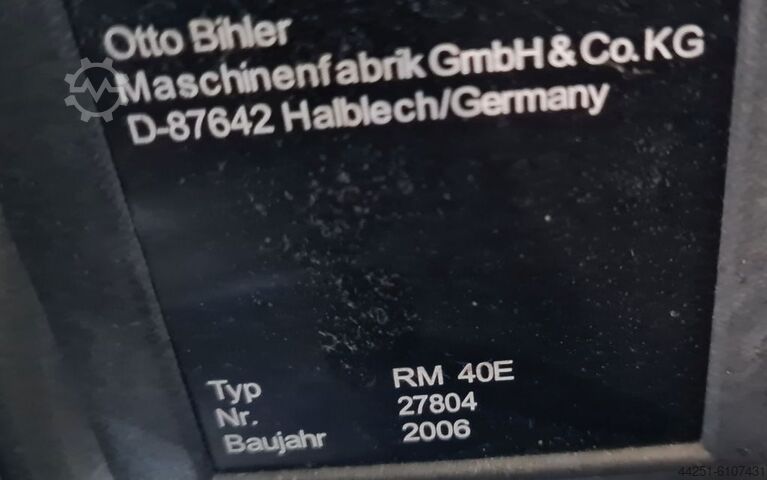 Otto Bihler
Maschinenfabrik GmbH & Co. KG
D-87642 Halblech/Germany
Typ RM 40E
Nr. 27804
Baujahr 2006
44251-6107431